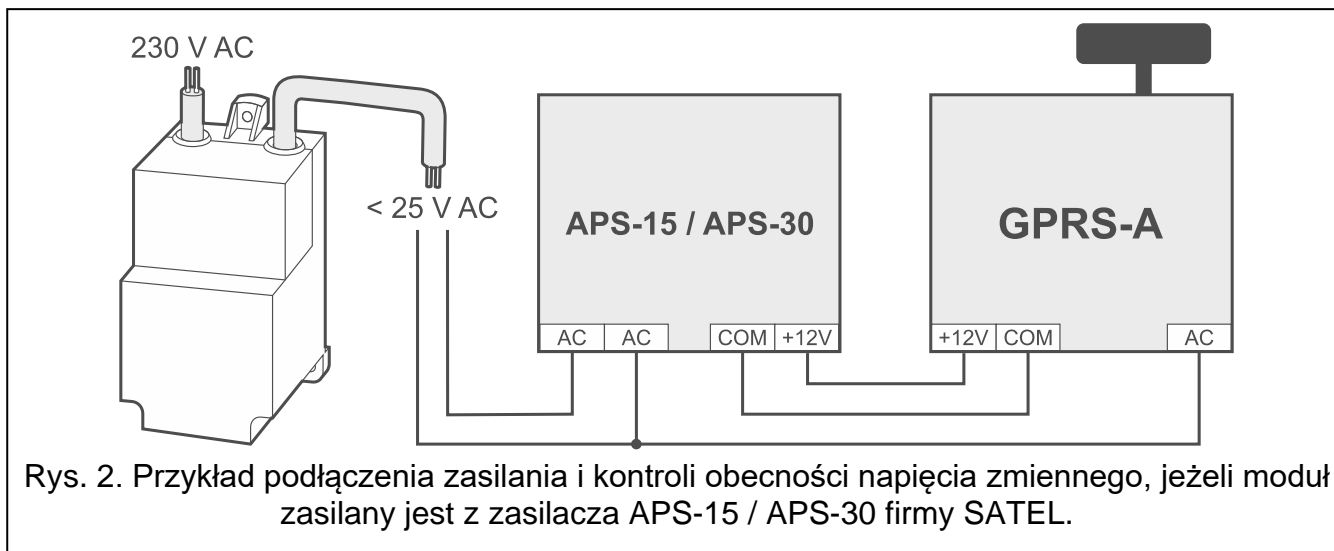 230 V AC
< 25 V AC
APS-15 / APS-30
GPRS-A
AC AC COM +12V
+12V COM AC
Rys. 2. Przykład podłączenia zasilania i kontroli obecności napięcia zmiennego, jeżeli moduł
zasilany jest z zasilacza APS-15 / APS-30 firmy SATEL.